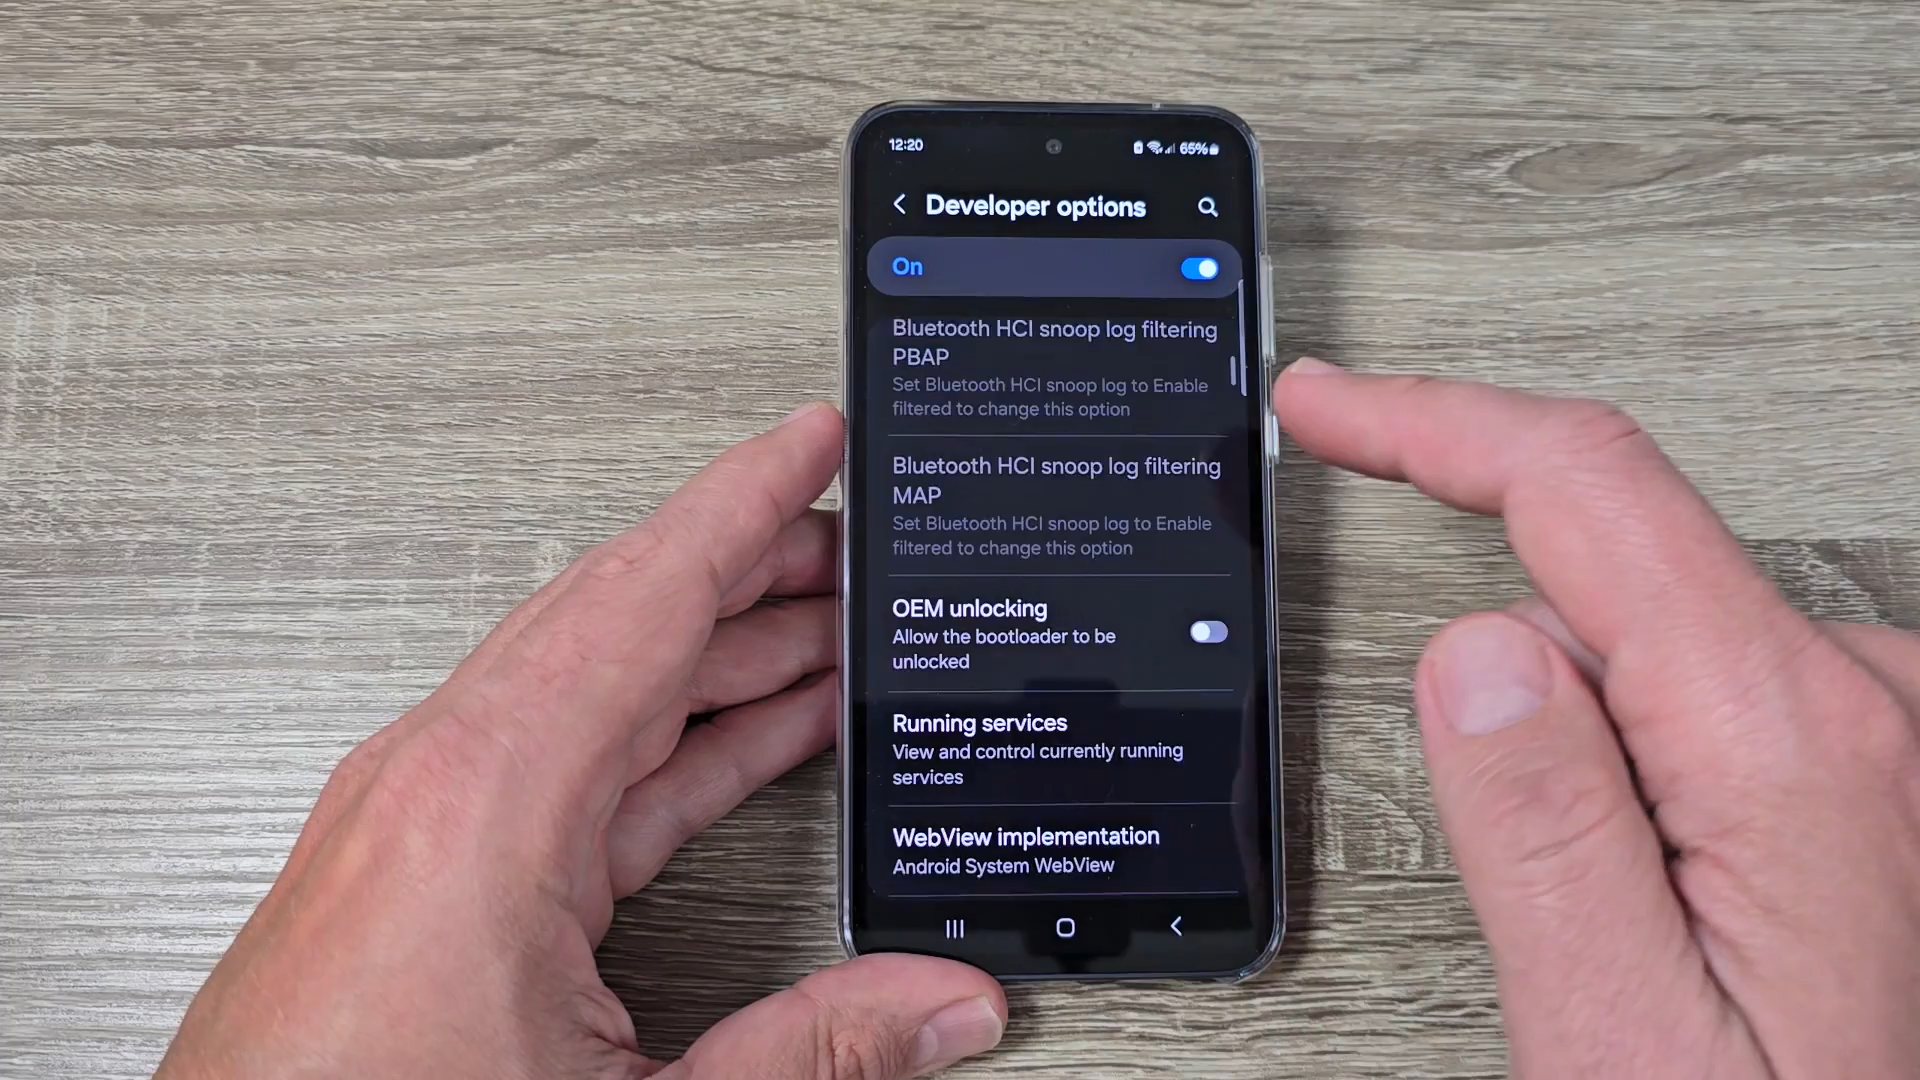 12:20
65%
Developer options
On
Bluetooth HCI snoop log filtering
PBAP
Set Bluetooth HCI snoop log to Enable
filtered to change this option
Bluetooth HCI snoop log filtering
MAP
Set Bluetooth HCI snoop log to Enable
filtered to change this option
OEM unlocking
Allow the bootloader to be
unlocked
Running services
View and control currently running
services
WebView implementation
Android System WebView